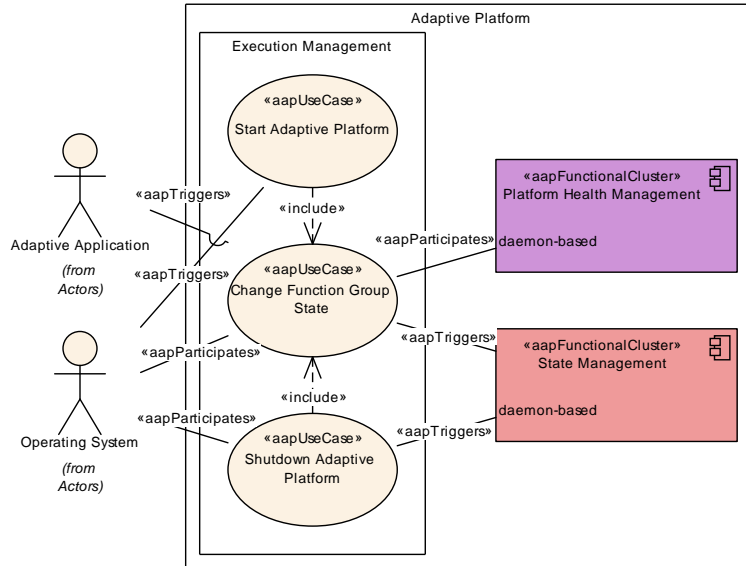 Adaptive Platform
Execution Management
«aapUseCase»
Start Adaptive Platform
«aapTriggers»
«include»
«aapFunctionalCluster»
Platform Health Management
daemon-based
Adaptive Application
(from
Actors)
«aapParticipates»
«aapTriggers»
«aapUseCase»
Change Function Group
State
«aapTriggers»
«aapFunctionalCluster»
State Management
daemon-based
«aapParticipates»
«include»
Operating System
(from
Actors)
«aapParticipates»
«aapUseCase»
Shutdown Adaptive
Platform
«aapTriggers»